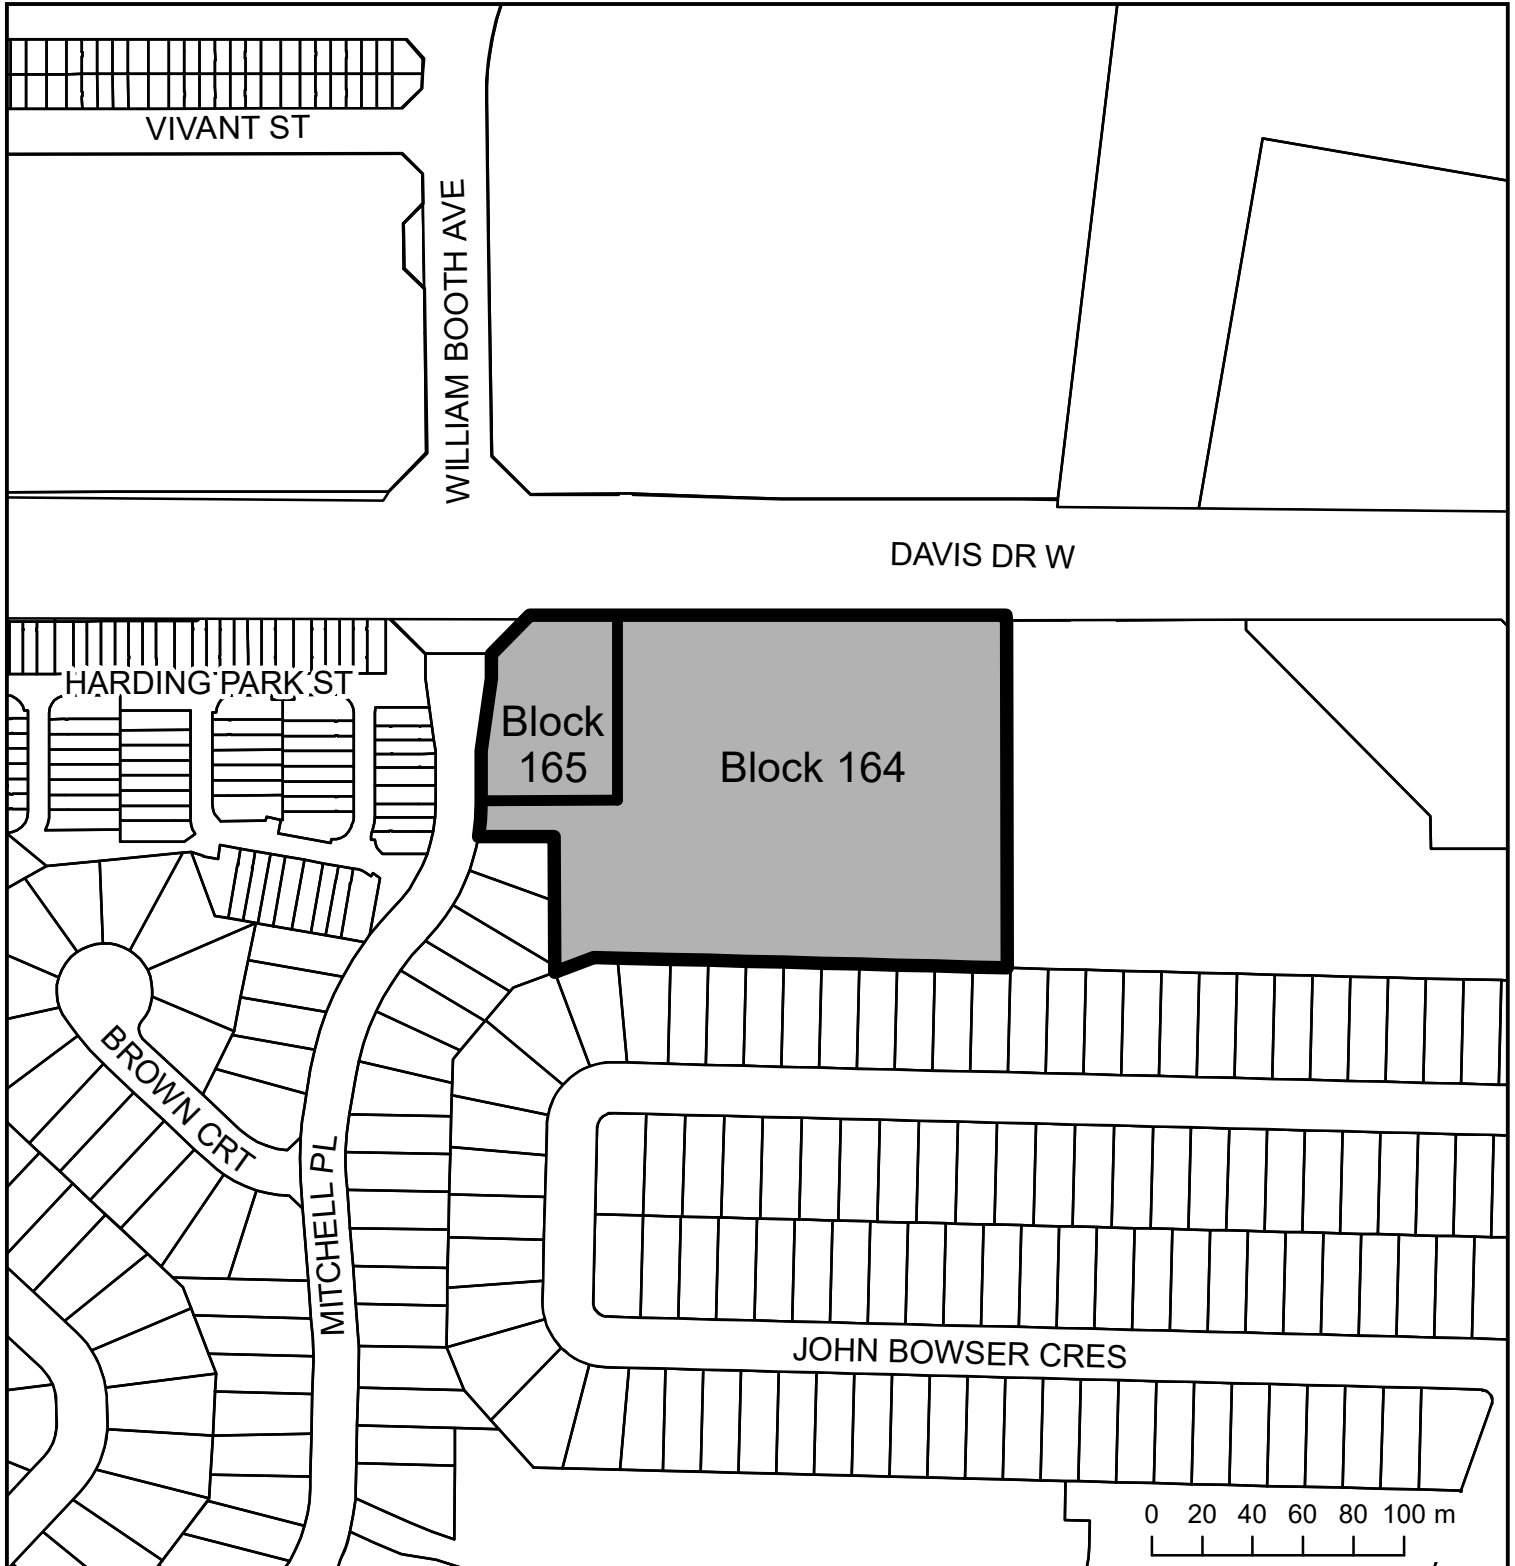 VIVANT ST
WILLIAM BOOTH AVE
DAVIS DR W
HARDING PARK ST
Block
165
Block 164
BROWN CRT
MITCHELL PL
JOHN BOWSER CRES
0 20 40 60 80 100 m